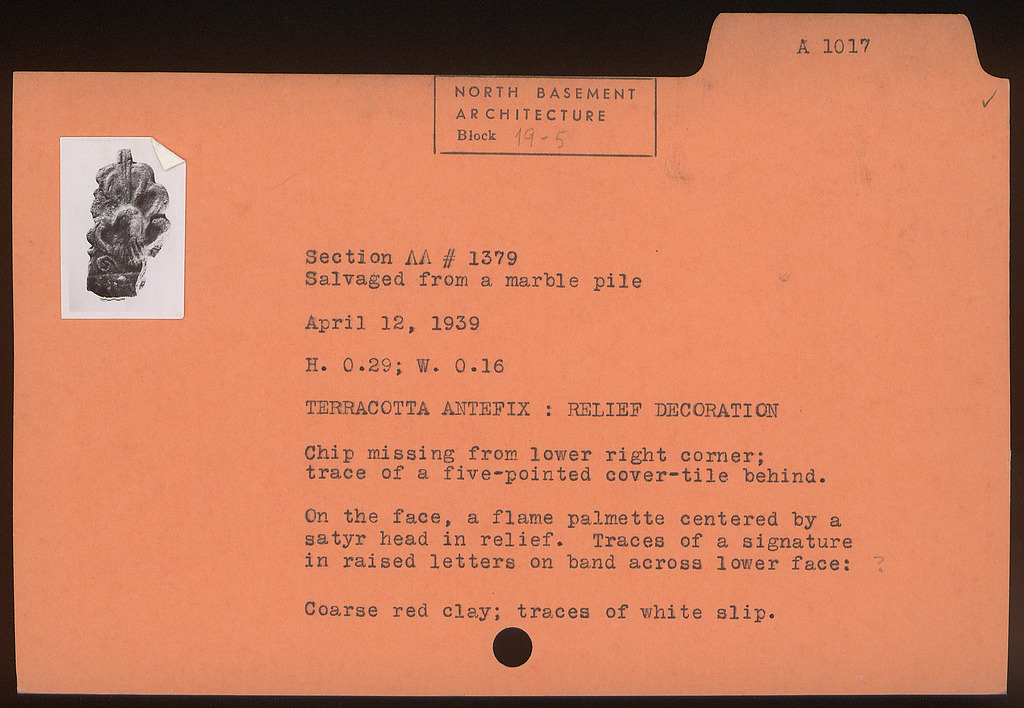 A 1017
✓
NORTH BASEMENT
ARCHITECTURE
Block 19-5
Section ΛΛ # 1379
Salvaged from a marble pile
April 12, 1939
H. 0.29; W. 0.16
TERRACOTTA ANTEFIX : RELIEF DECORATION
Chip missing from lower right corner;
trace of a five-pointed cover-tile behind.
On the face, a flame palmette centered by a
satyr head in relief. Traces of a signature
in raised letters on band across lower face: ?
Coarse red clay; traces of white slip.